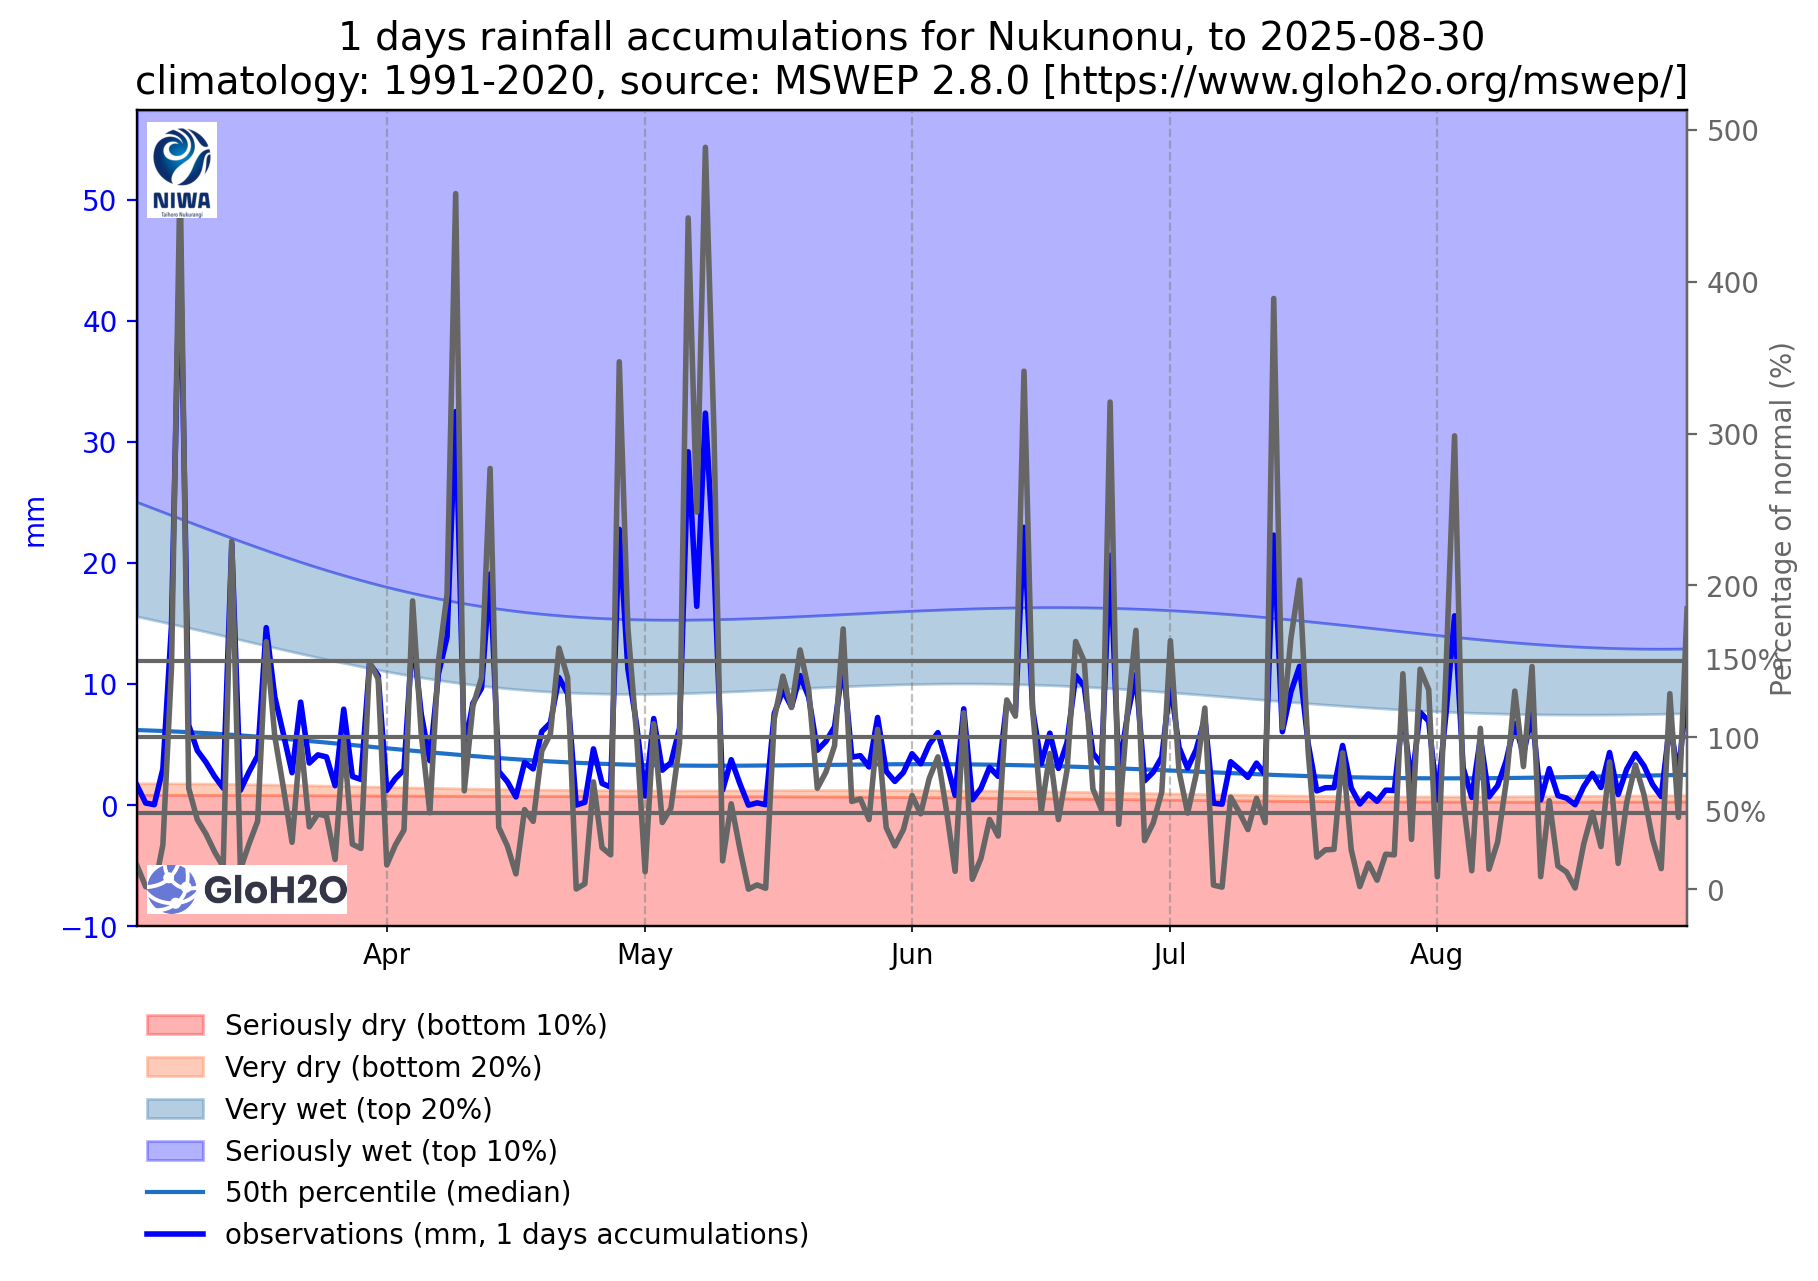 1 days rainfall accumulations for Nukunonu, to 2025-08-30
climatology: 1991-2020, source: MSWEP 2.8.0 [https://www.gloh2o.org/mswep/]
NIWA
Taihoro Nukurangi
mm
50
40
30
20
10
0
−10
500
400
300
200
150%
100
50%
0
Percentage of normal (%)
GloH2O
Apr
May
Jun
Jul
Aug
Seriously dry (bottom 10%)
Very dry (bottom 20%)
Very wet (top 20%)
Seriously wet (top 10%)
50th percentile (median)
observations (mm, 1 days accumulations)